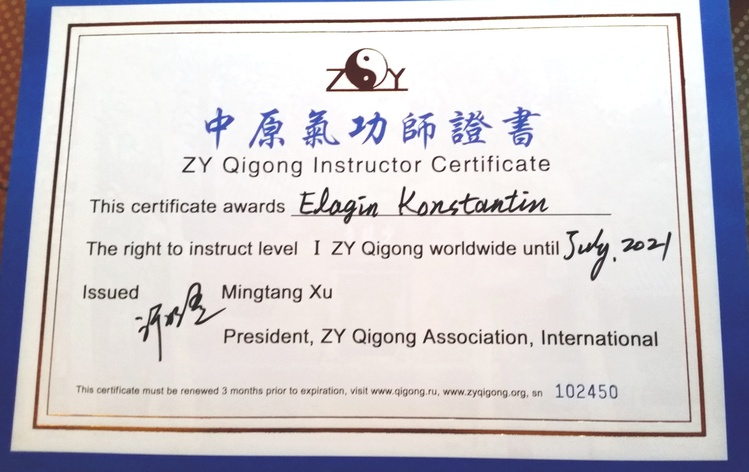 ZY
中原氣功師證書
ZY Qigong Instructor Certificate
This certificate awards Elagin Konstantin
The right to instruct level I ZY Qigong worldwide until July, 2021
Issued Mingtang Xu
President, ZY Qigong Association, International
This certificate must be renewed 3 months prior to expiration, visit www.qigong.ru, www.zyqigong.org, sn 102450